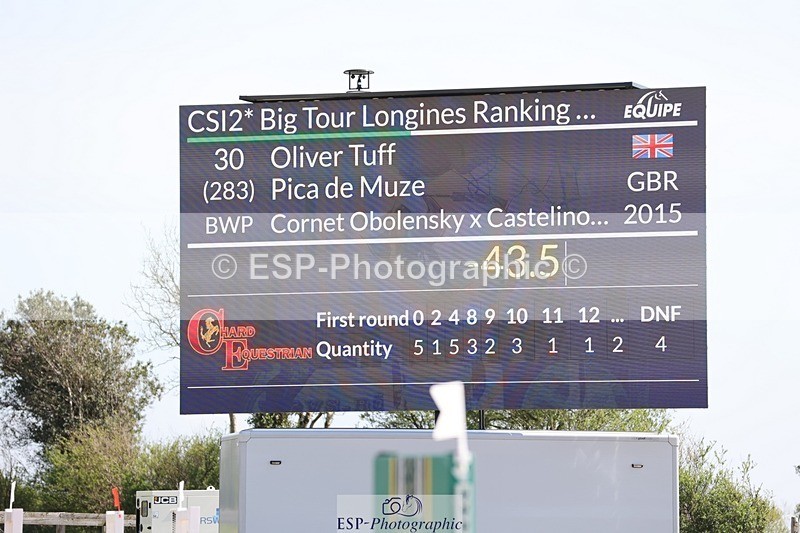 CSI2* Big Tour Longines Ranking ...
EQUIPE
30 Oliver Tuff
(283) Pica de Muze GBR
BWP Cornet Obolensky x Castelino... 2015
-43.5
© ESP-Photographic ©
CHARD EQUESTRIAN
First round 0 2 4 8 9 10 11 12 ... DNF
Quantity 5 1 5 3 2 3 1 1 2 4
JCB
RSW
ESP-Photographic